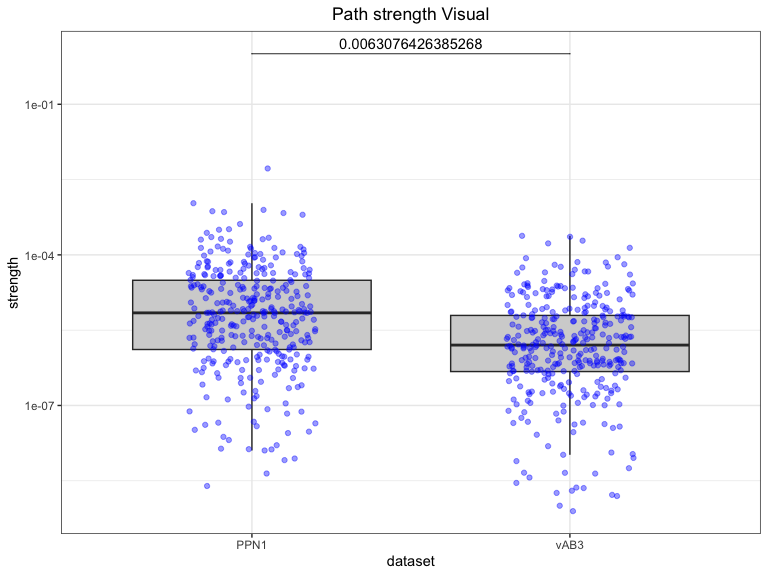 Path strength Visual
0.0063076426385268
1e-01
1e-04
1e-07
strength
PPN1
vAB3
dataset